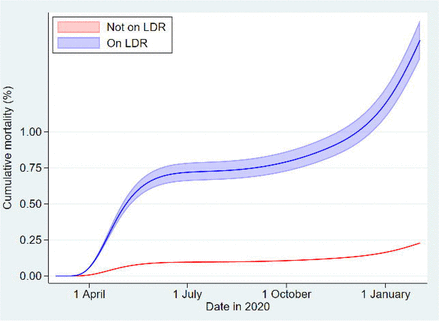 Not on LDR
On LDR
Cumulative mortality (%)
1.00
0.75
0.50
0.25
0.00
1 April
1 July
1 October
1 January
Date in 2020